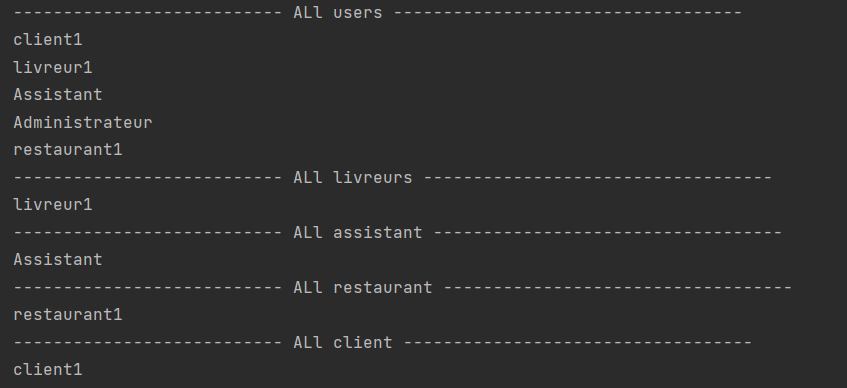 --------------------------- ALl users -----------------------------------
client1
livreur1
Assistant
Administrateur
restaurant1
--------------------------- ALl livreurs -----------------------------------
livreur1
--------------------------- ALl assistant -----------------------------------
Assistant
--------------------------- ALl restaurant -----------------------------------
restaurant1
--------------------------- ALl client -----------------------------------
client1